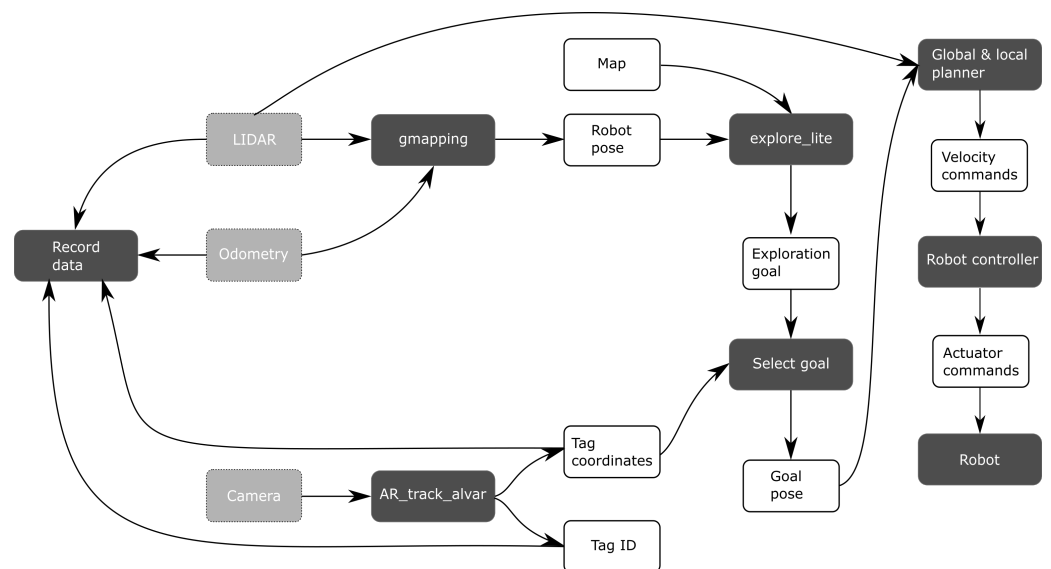 Global & local
planner
Map
LIDAR
gmapping
Robot
pose
explore_lite
Velocity
commands
Record
data
Odometry
Exploration
goal
Robot controller
Select goal
Actuator
commands
Tag
coordinates
Camera
AR_track_alvar
Goal
pose
Robot
Tag ID